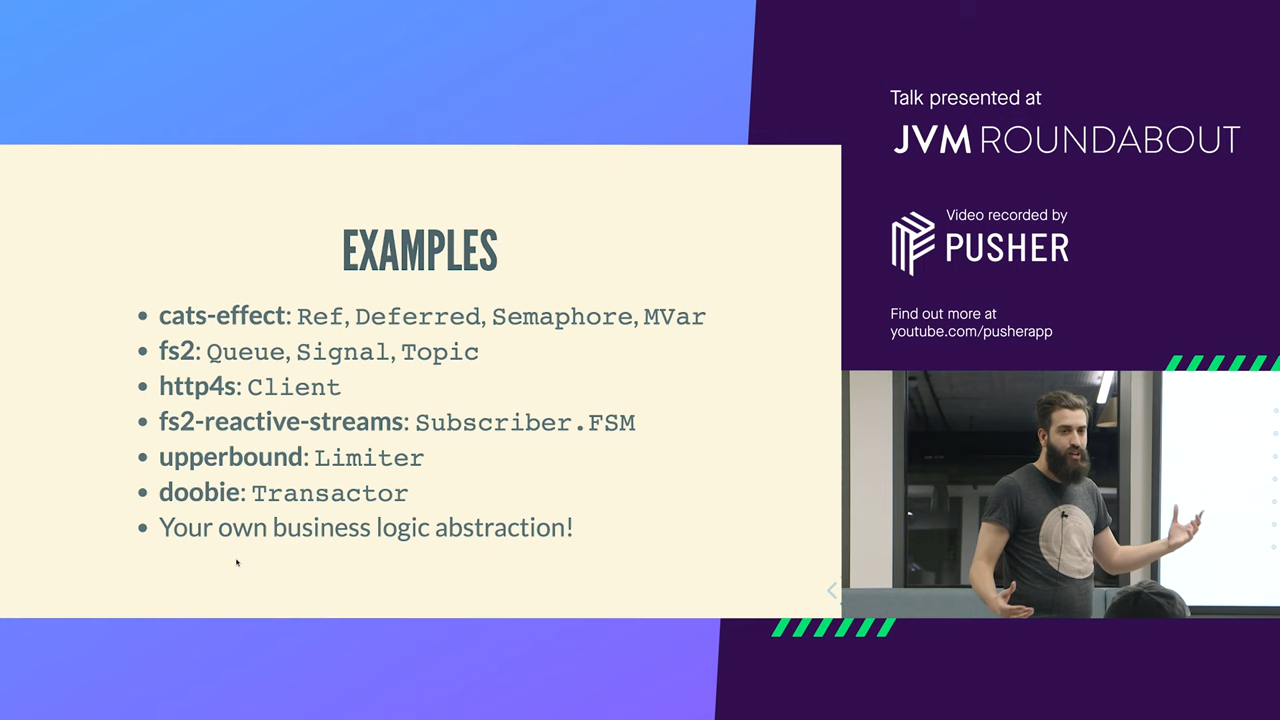 Talk presented at
JVM ROUNDABOUT
Video recorded by
PUSHER
Find out more at
youtube.com/pusherapp
EXAMPLES
• cats-effect: Ref, Deferred, Semaphore, MVar
• fs2: Queue, Signal, Topic
• http4s: Client
• fs2-reactive-streams: Subscriber.FSM
• upperbound: Limiter
• doobie: Transactor
• Your own business logic abstraction!